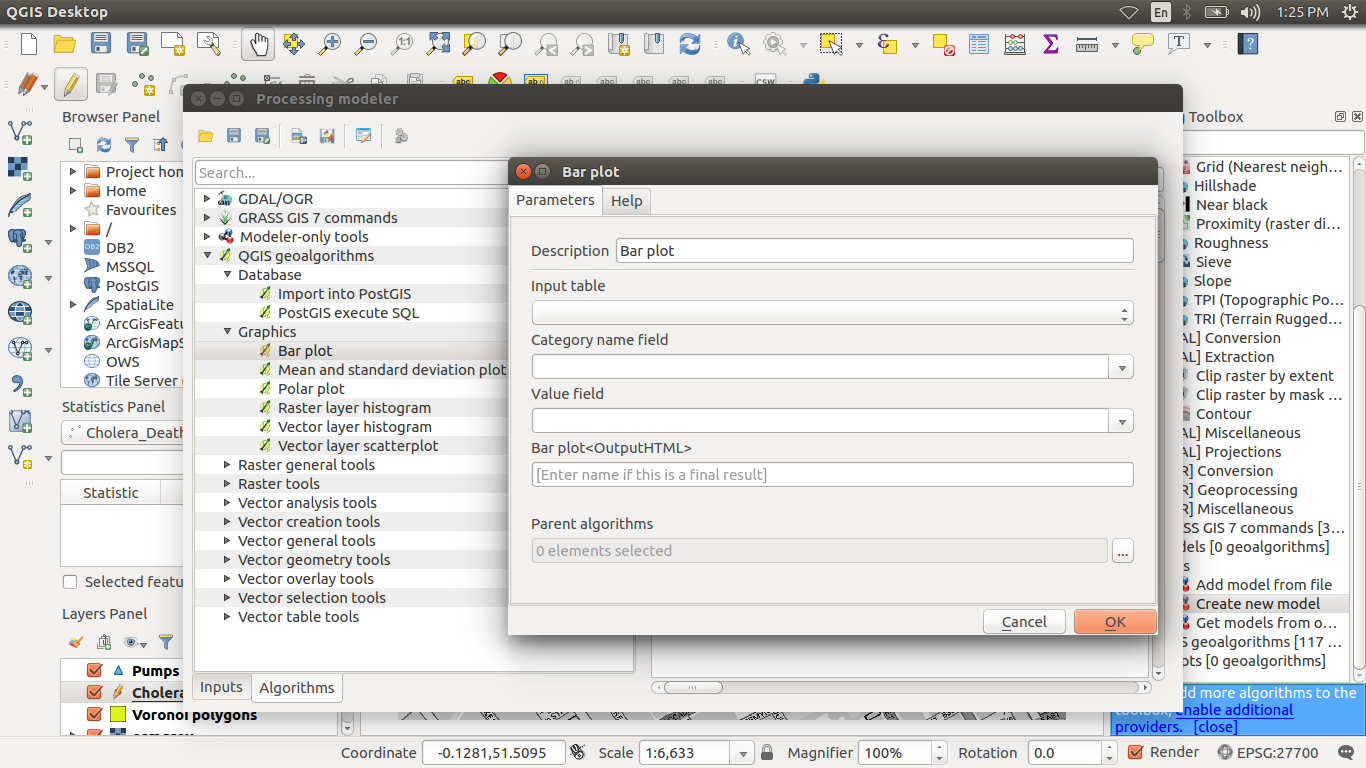 QGIS Desktop
En
1:25 PM
Browser Panel
Project hom
Home
Favourites
/
DB2
MSSQL
PostGIS
SpatiaLite
ArcGisFeatu
ArcGisMapS
OWS
Tile Server
Statistics Panel
Cholera_Death
Statistic
Selected featu
Layers Panel
Pumps
Cholera
Voronoi polygons
Processing modeler
Search...
GDAL/OGR
GRASS GIS 7 commands
Modeler-only tools
QGIS geoalgorithms
Database
Import into PostGIS
PostGIS execute SQL
Graphics
Bar plot
Mean and standard deviation plot
Polar plot
Raster layer histogram
Vector layer histogram
Vector layer scatterplot
Raster general tools
Raster tools
Vector analysis tools
Vector creation tools
Vector general tools
Vector geometry tools
Vector overlay tools
Vector selection tools
Vector table tools
Inputs
Algorithms
Bar plot
Parameters
Help
Description
Bar plot
Input table
Category name field
Value field
Bar plot<OutputHTML>
[Enter name if this is a final result]
Parent algorithms
0 elements selected
...
Cancel
OK
Toolbox
Grid (Nearest neigh...
Hillshade
Near black
Proximity (raster di...
Roughness
Sieve
Slope
TPI (Topographic Po...
TRI (Terrain Rugged...
AL] Conversion
AL] Extraction
Clip raster by extent
Clip raster by mask ...
Contour
AL] Miscellaneous
AL] Projections
R] Conversion
R] Geoprocessing
R] Miscellaneous
SS GIS 7 commands [3...
dels [0 geoalgorithms]
s
Add model from file
Create new model
Get models from o...
S geoalgorithms [117 ...
pts [0 geoalgorithms]
dd more algorithms to the
toolbox, enable additional
providers. [close]
Coordinate
-0.1281,51.5095
Scale
1:6,633
Magnifier
100%
Rotation
0.0
Render
EPSG:27700